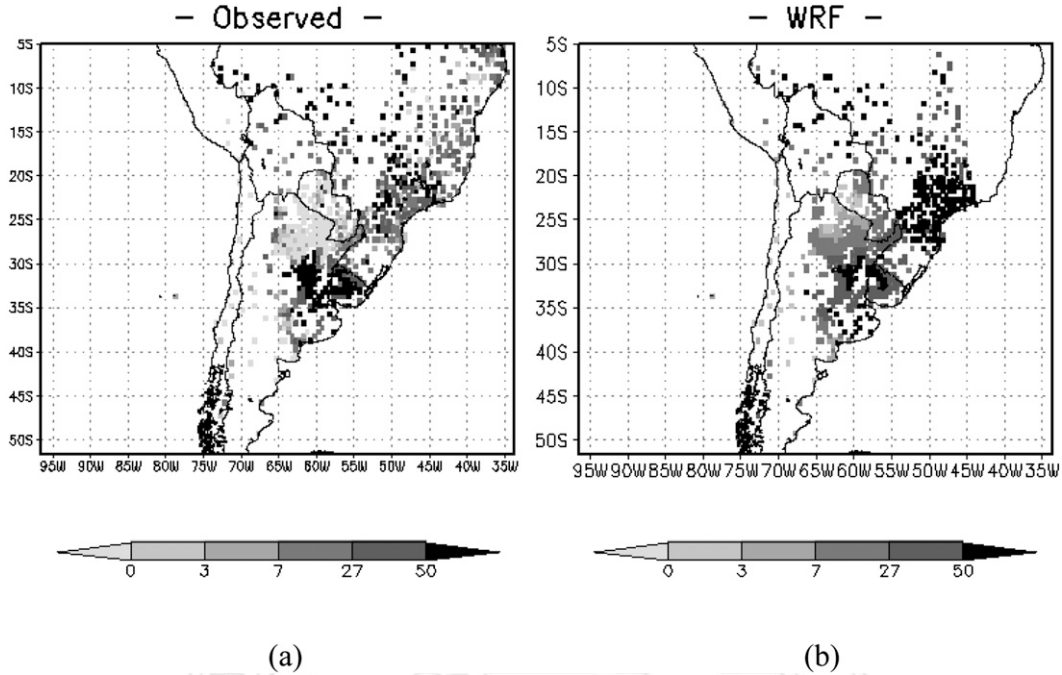 — Observed —
— WRF —
5S
10S
15S
20S
25S
30S
35S
40S
45S
50S
95W 90W 85W 80W 75W 70W 65W 60W 55W 50W 45W 40W 35W
5S
10S
15S
20S
25S
30S
35S
40S
45S
50S
95W 90W 85W 80W 75W 70W 65W 60W 55W 50W 45W 40W 35W
0 3 7 27 50
0 3 7 27 50
(a)
(b)